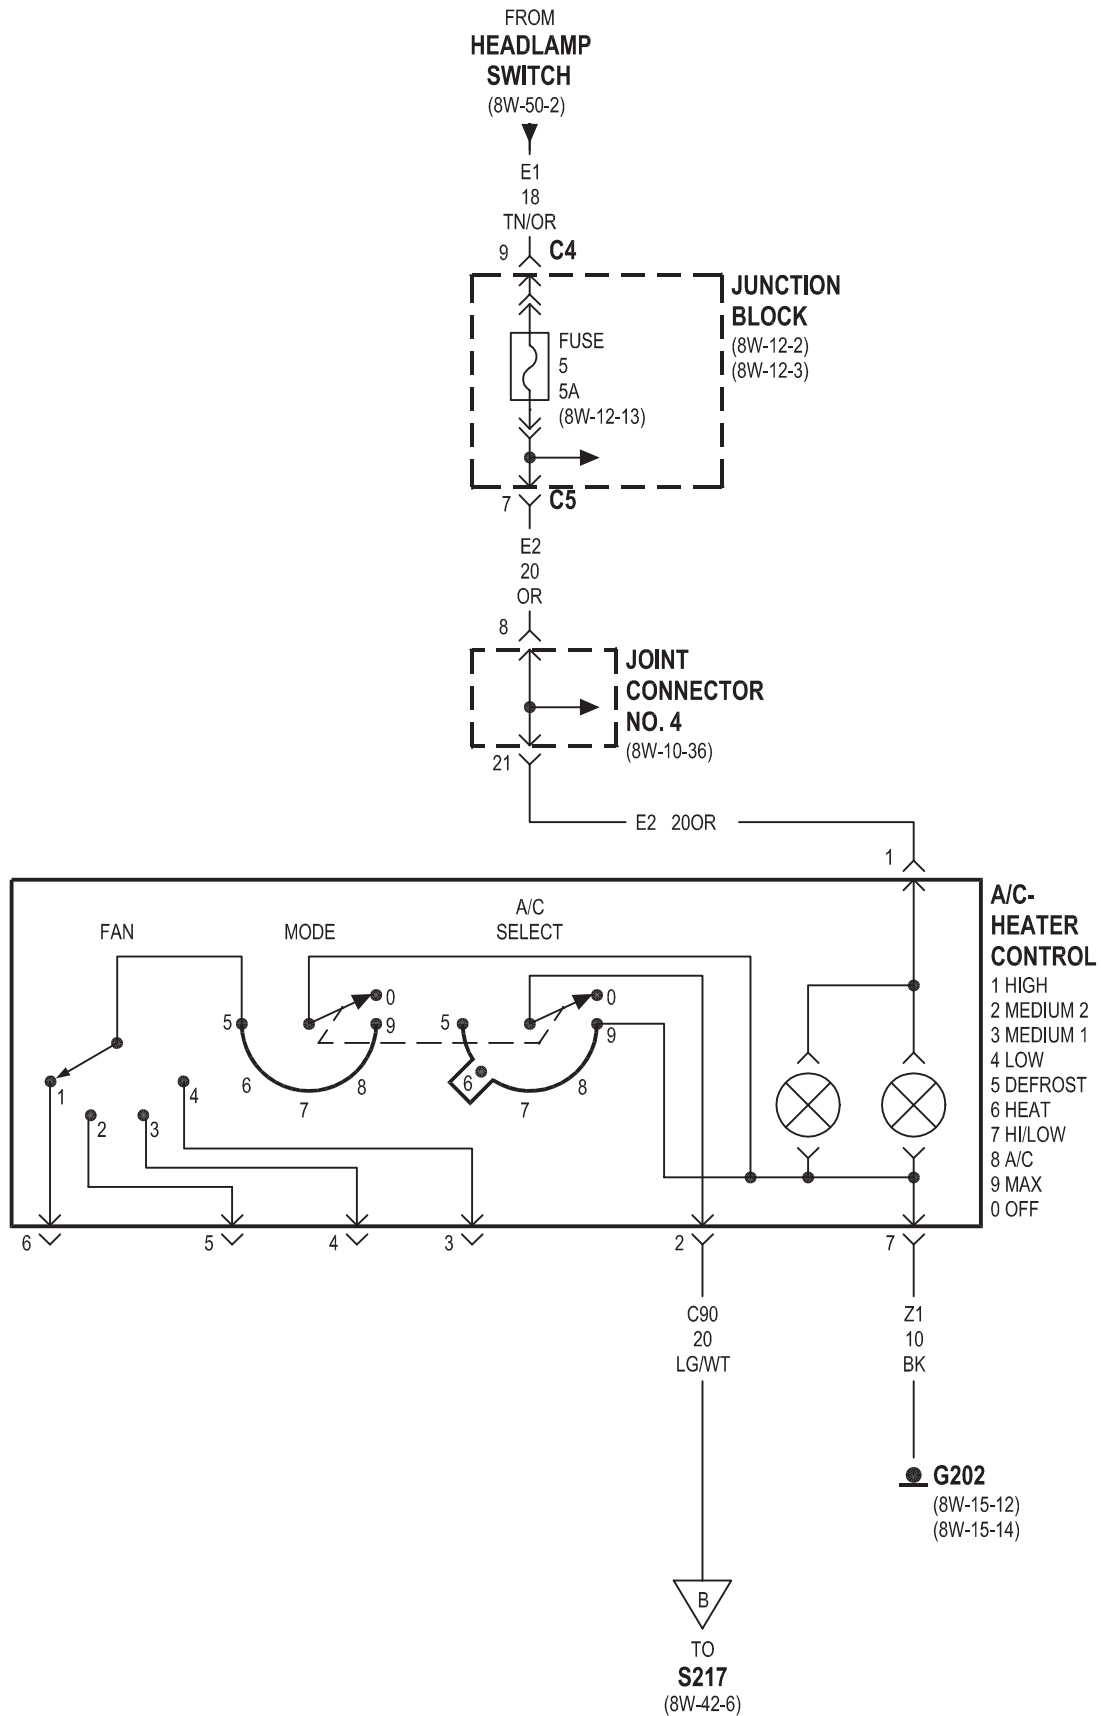 FROM
HEADLAMP
SWITCH
(8W-50-2)
E1
18
TN/OR
9 C4
JUNCTION
BLOCK
(8W-12-2)
(8W-12-3)
FUSE
5
5A
(8W-12-13)
7 C5
E2
20
OR
8
JOINT
CONNECTOR
NO. 4
(8W-10-36)
21
E2 20OR
1
A/C-
HEATER
CONTROL
1 HIGH
2 MEDIUM 2
3 MEDIUM 1
4 LOW
5 DEFROST
6 HEAT
7 HI/LOW
8 A/C
9 MAX
0 OFF
FAN
MODE
A/C
SELECT
0
0
5
9
5
9
6
7
8
6
7
8
1
2
3
4
6
5
4
3
2
7
C90
20
LG/WT
Z1
10
BK
G202
(8W-15-12)
(8W-15-14)
B
TO
S217
(8W-42-6)